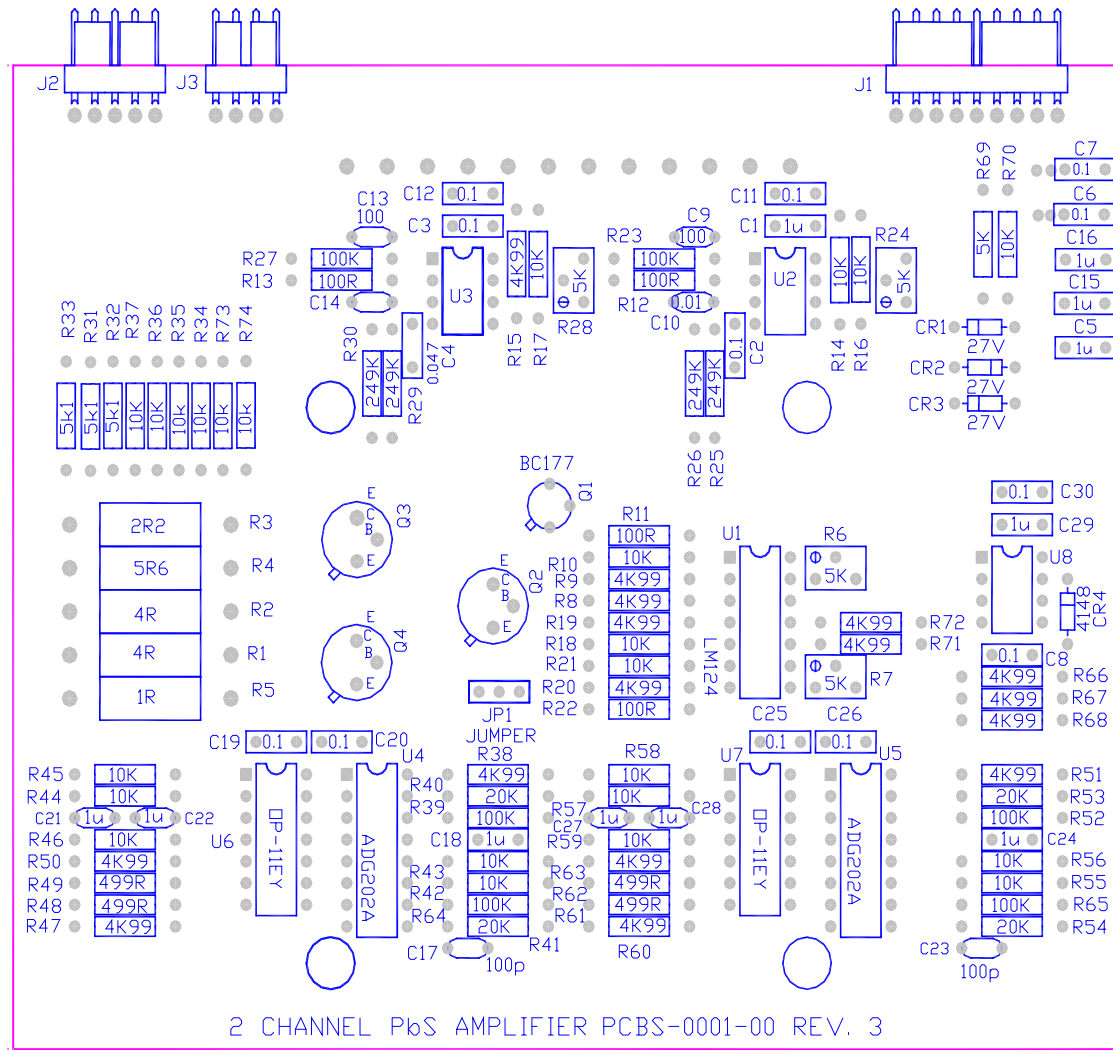 J2
J3
J1
R69
R70
C7
0.1
C12
0.1
C11
0.1
C6
0.1
C13
100
C3
0.1
C9
100
C1
1u
R27
100K
R13
100R
C14
U3
4K99
10K
5K
R28
R23
100K
100R
R12
0.01
C10
U2
10K
10K
R24
5K
5K
10K
C16
1u
C15
1u
C5
1u
R33
R31
R32
R37
R36
R35
R34
R73
R74
R30
249K
249K
R29
0.047
C4
R15
R17
249K
249K
0.1
C2
R14
R16
CR1
27V
CR2
27V
CR3
27V
5k1
5k1
5k1
10K
10K
10k
10k
10k
10k
R26
R25
BC177
Q1
0.1
C30
1u
C29
2R2
R3
5R6
R4
4R
R2
4R
R1
1R
R5
E
C
B
E
Q3
E
C
B
E
Q2
E
C
B
E
Q4
R11
100R
10K
R10
4K99
R9
4K99
R8
4K99
R19
10K
R18
10K
R21
4K99
R20
100R
R22
U1
LM124
R6
5K
4K99
R72
4K99
R71
5K
R7
U8
4148
CR4
0.1
C8
4K99
R66
4K99
R67
4K99
R68
JP1
JUMPER
C19
0.1
0.1
C20
U4
C25
0.1
C26
0.1
U7
U5
R45
10K
R44
10K
C21
1u
1u
C22
R46
10K
R50
4K99
R49
499R
R48
499R
R47
4K99
U6
OP-11EY
ADG202A
R38
4K99
R40
20K
R39
100K
C18
1u
10K
R43
10K
R42
100K
R64
20K
R41
C17
100p
R58
10K
10K
R57
C27
1u
1u
C28
R59
10K
4K99
R63
499R
R62
499R
R61
4K99
R60
OP-11EY
ADG202A
4K99
R51
20K
R53
100K
R52
1u
C24
10K
R56
10K
R55
100K
R65
20K
R54
C23
100p
2 CHANNEL PbS AMPLIFIER PCBS-0001-00 REV. 3